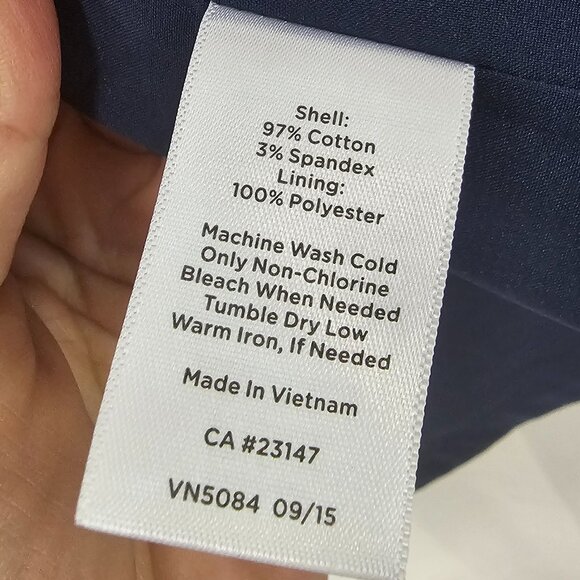 Shell:
97% Cotton
3% Spandex
Lining:
100% Polyester
Machine Wash Cold
Only Non-Chlorine
Bleach When Needed
Tumble Dry Low
Warm Iron, If Needed
Made In Vietnam
CA #23147
VN5084 09/15